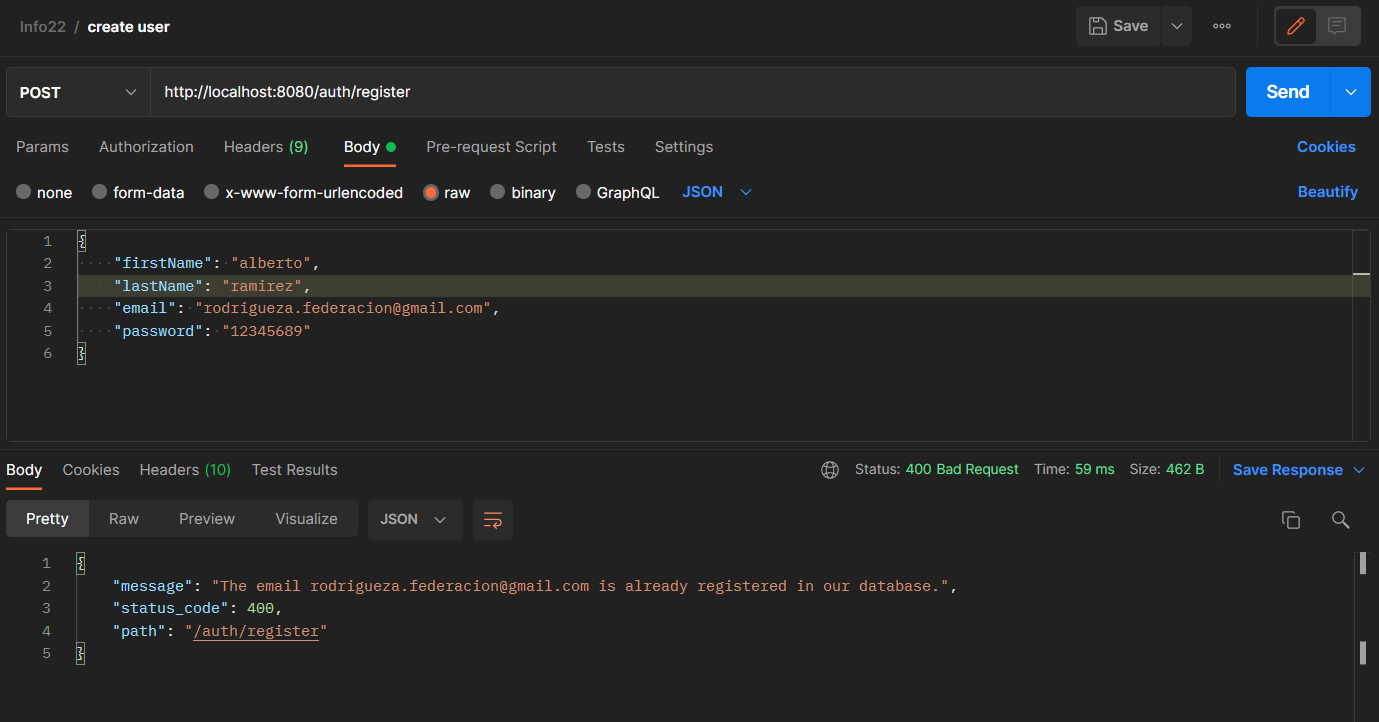 Info22 / create user
Save
POST
http://localhost:8080/auth/register
Send
Params Authorization Headers (9) Body Pre-request Script Tests Settings Cookies
none form-data x-www-form-urlencoded raw binary GraphQL JSON Beautify
1 {
2 "firstName": "alberto",
3 "lastName": "ramirez",
4 "email": "rodrigueza.federacion@gmail.com",
5 "password": "12345689"
6 }
Body Cookies Headers (10) Test Results Status: 400 Bad Request Time: 59 ms Size: 462 B Save Response
Pretty Raw Preview Visualize JSON
1 {
2 "message": "The email rodrigueza.federacion@gmail.com is already registered in our database.",
3 "status_code": 400,
4 "path": "/auth/register"
5 }